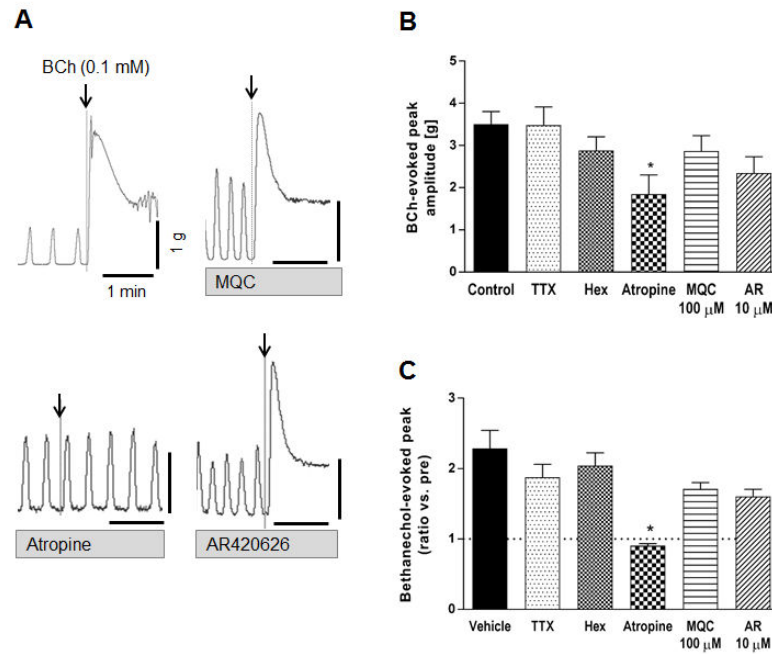 A
BCh (0.1 mM)
1 g
1 min
MQC
Atropine
AR420626
B
BCh-evoked peak
amplitude [g]
5
4
3
2
1
0
*
Control TTX Hex Atropine MQC AR
100 μM 10 μM
C
Bethanechol-evoked peak
(ratio vs. pre)
3
2
1
0
*
Vehicle TTX Hex Atropine MQC AR
100 μM 10 μM